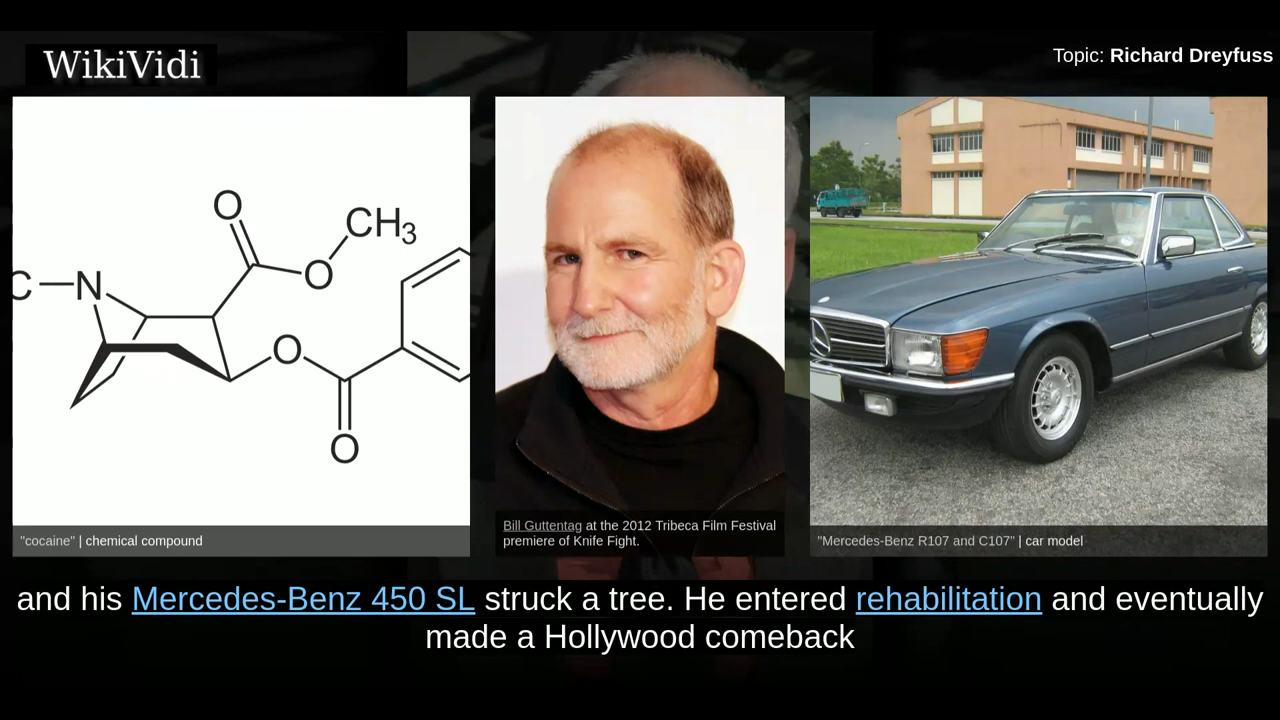 WikiVidi
Topic: Richard Dreyfuss
O
CH3
O
C
N
O
O
"cocaine" | chemical compound
Bill Guttentag at the 2012 Tribeca Film Festival
premiere of Knife Fight.
"Mercedes-Benz R107 and C107" | car model
and his Mercedes-Benz 450 SL struck a tree. He entered rehabilitation and eventually
made a Hollywood comeback